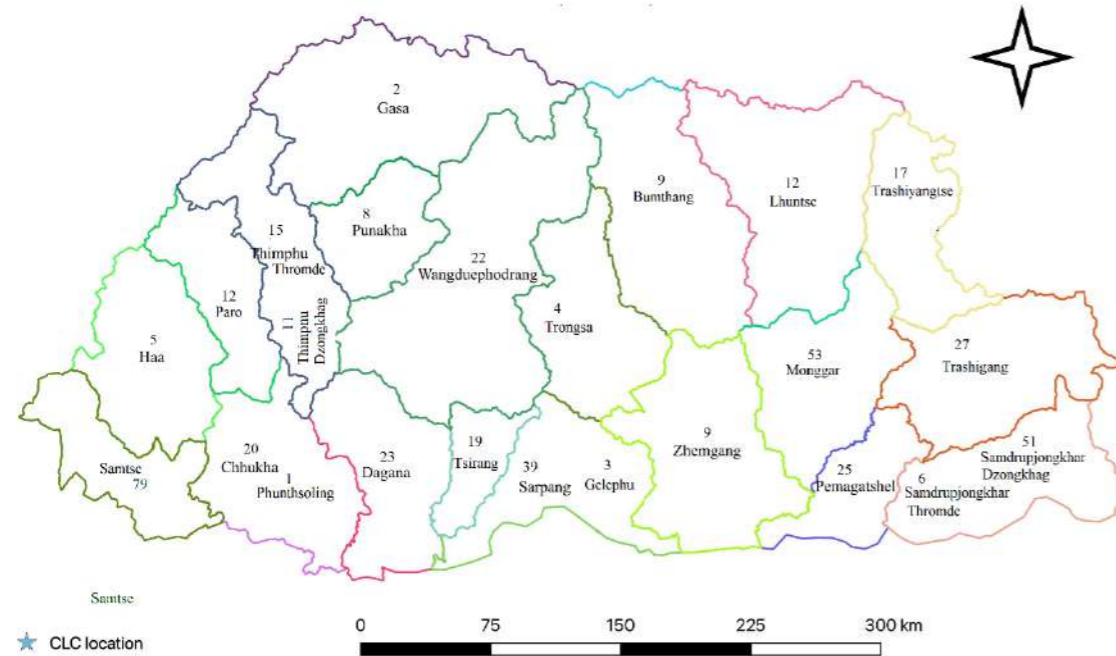 2
Gasa
9
Bumthang
12
Lhuntse
17
Trashiyangtse
8
Punakha
15
Thimphu
Thromde
22
Wangduephodrang
12
Paro
11
Thimphu
Dzongkhag
4
Trongsa
5
Haa
53
Monggar
27
Trashigang
20
Chhukha
1
Phunthsoling
23
Dagana
19
Tsirang
39
Sarpang
3
Gelephu
9
Zhemgang
25
Pemagatshel
51
Samdrupjongkhar
Dzongkhag
6
Samdrupjongkhar
Thromde
Samtse
79
Samtse
CLC location
0 75 150 225 300 km